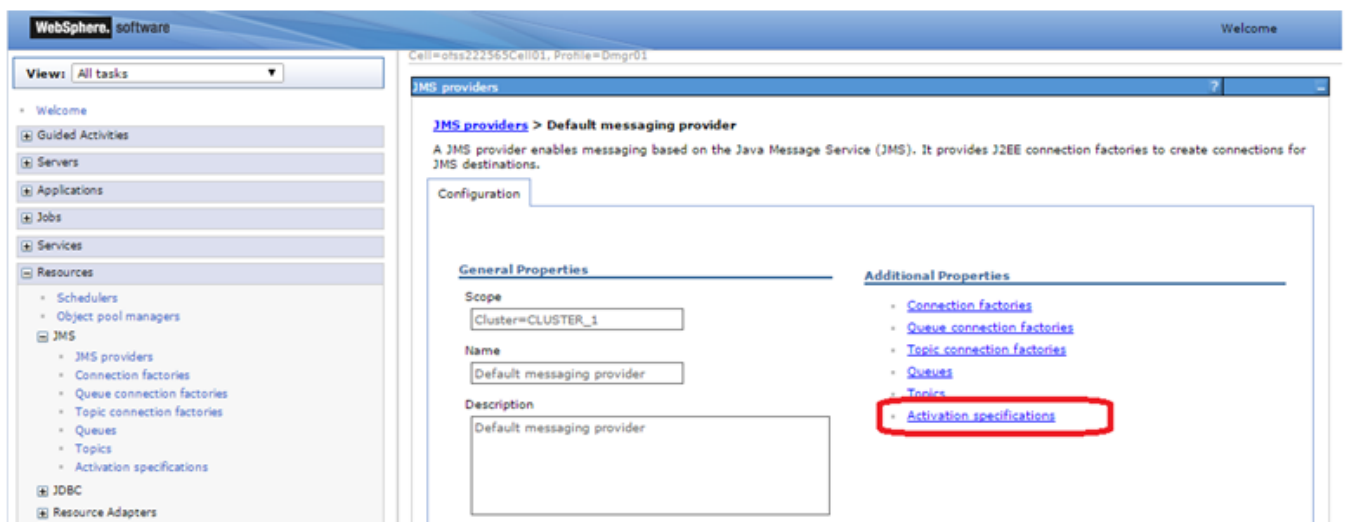 WebSphere. software
Welcome
View: All tasks
Cell=otss222565Cell01, Profile=Dmgr01
JMS providers
?
Welcome
Guided Activities
Servers
Applications
Jobs
Services
Resources
Schedulers
Object pool managers
JMS
JMS providers
Connection factories
Queue connection factories
Topic connection factories
Queues
Topics
Activation specifications
JDBC
Resource Adapters
JMS providers > Default messaging provider
A JMS provider enables messaging based on the Java Message Service (JMS). It provides J2EE connection factories to create connections for
JMS destinations.
Configuration
General Properties
Scope
Cluster=CLUSTER_1
Name
Default messaging provider
Description
Default messaging provider
Additional Properties
Connection factories
Queue connection factories
Topic connection factories
Queues
Topics
Activation specifications